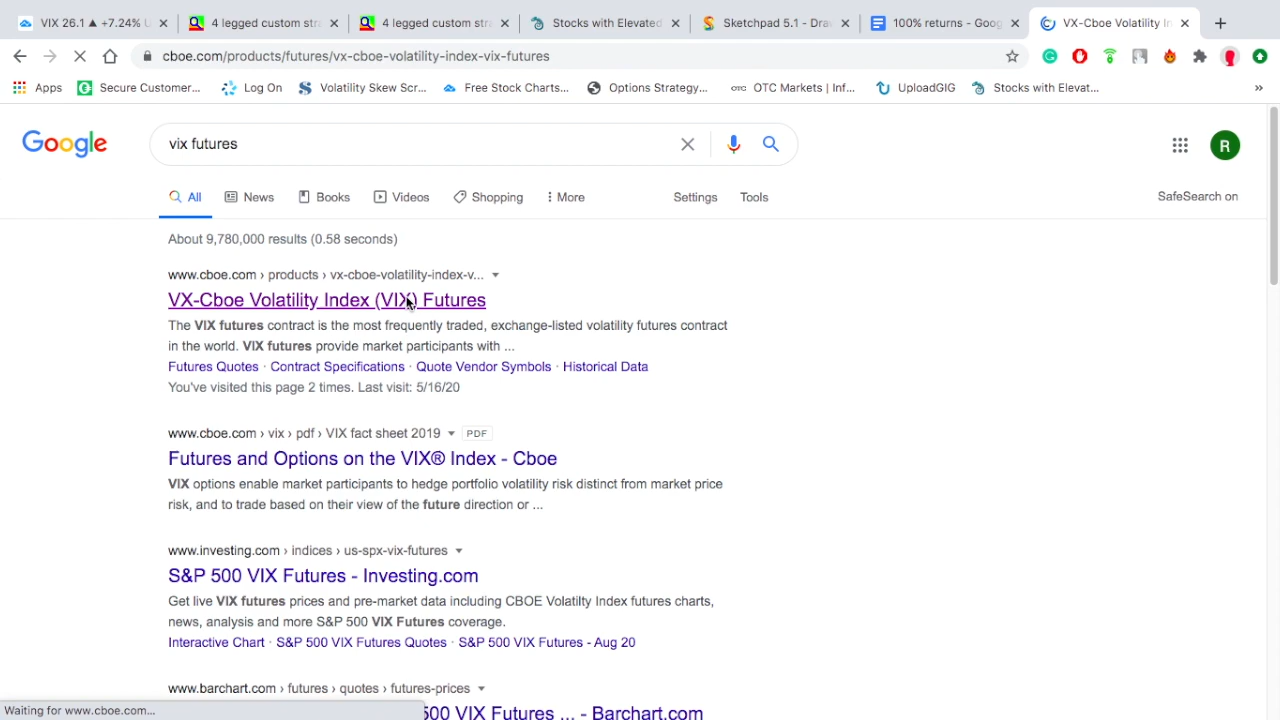 VIX 26.1 ▲ +7.24% U
4 legged custom stra
4 legged custom stra
Stocks with Elevated
Sketchpad 5.1 - Draw
100% returns - Goog
VX-Cboe Volatility In
cboe.com/products/futures/vx-cboe-volatility-index-vix-futures
Apps
Secure Customer...
Log On
Volatility Skew Scr...
Free Stock Charts...
Options Strategy...
OTC Markets | Inf...
UploadGIG
Stocks with Elevat...
»
Google
vix futures
R
All
News
Books
Videos
Shopping
More
Settings
Tools
SafeSearch on
About 9,780,000 results (0.58 seconds)
www.cboe.com › products › vx-cboe-volatility-index-v...
VX-Cboe Volatility Index (VIX) Futures
The VIX futures contract is the most frequently traded, exchange-listed volatility futures contract
in the world. VIX futures provide market participants with ...
Futures Quotes · Contract Specifications · Quote Vendor Symbols · Historical Data
You've visited this page 2 times. Last visit: 5/16/20
www.cboe.com › vix › pdf › VIX fact sheet 2019 PDF
Futures and Options on the VIX® Index - Cboe
VIX options enable market participants to hedge portfolio volatility risk distinct from market price
risk, and to trade based on their view of the future direction or ...
www.investing.com › indices › us-spx-vix-futures
S&P 500 VIX Futures - Investing.com
Get live VIX futures prices and pre-market data including CBOE Volatilty Index futures charts,
news, analysis and more S&P 500 VIX Futures coverage.
Interactive Chart · S&P 500 VIX Futures Quotes · S&P 500 VIX Futures - Aug 20
www.barchart.com › futures › quotes › futures-prices
500 VIX Futures ... - Barchart.com
Waiting for www.cboe.com...